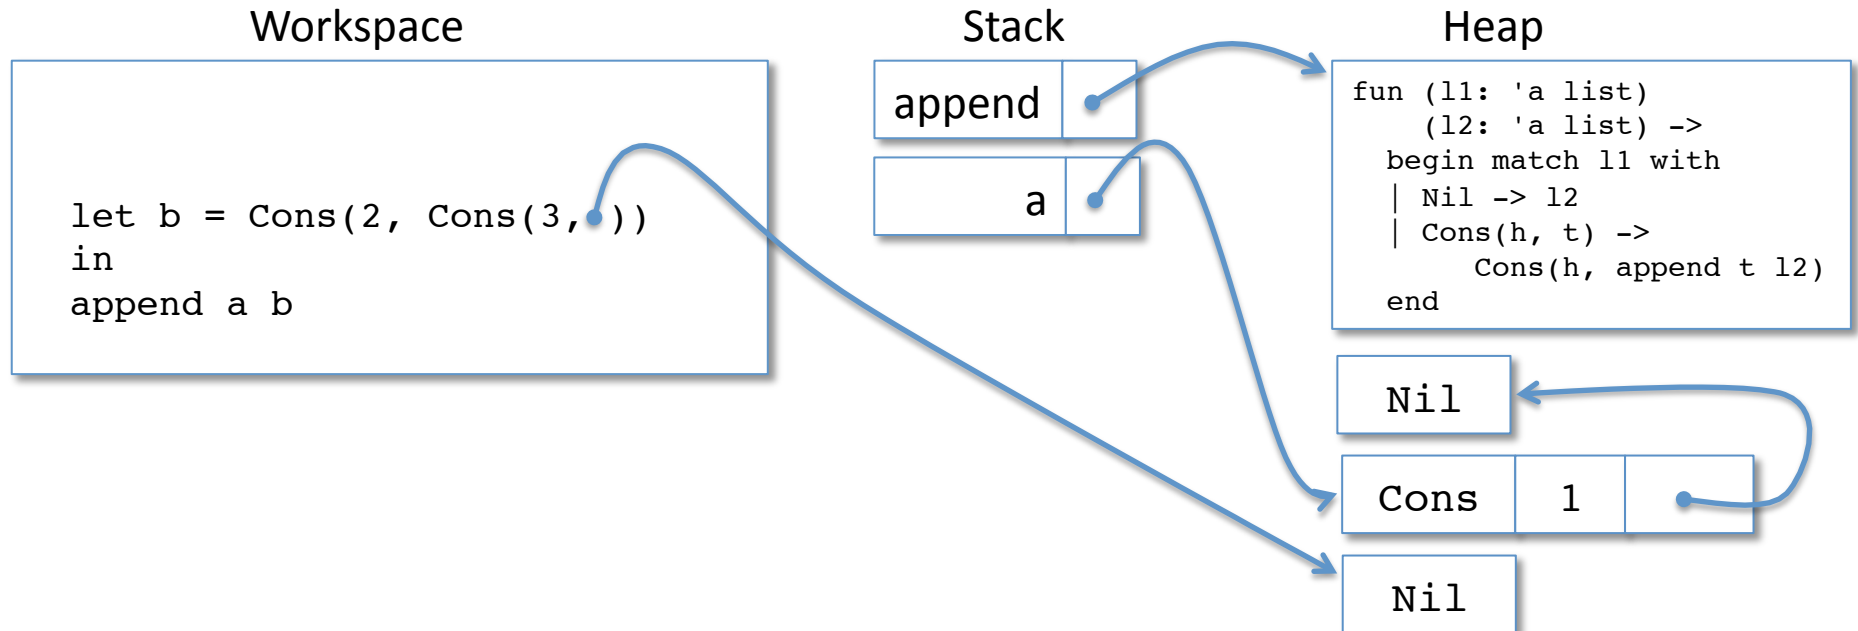 Workspace
let b = Cons(2, Cons(3, ))
in
append a b
Stack
append
a
Heap
fun (l1: 'a list)
(l2: 'a list) ->
begin match l1 with
| Nil -> l2
| Cons(h, t) ->
Cons(h, append t l2)
end
Nil
Cons 1
Nil